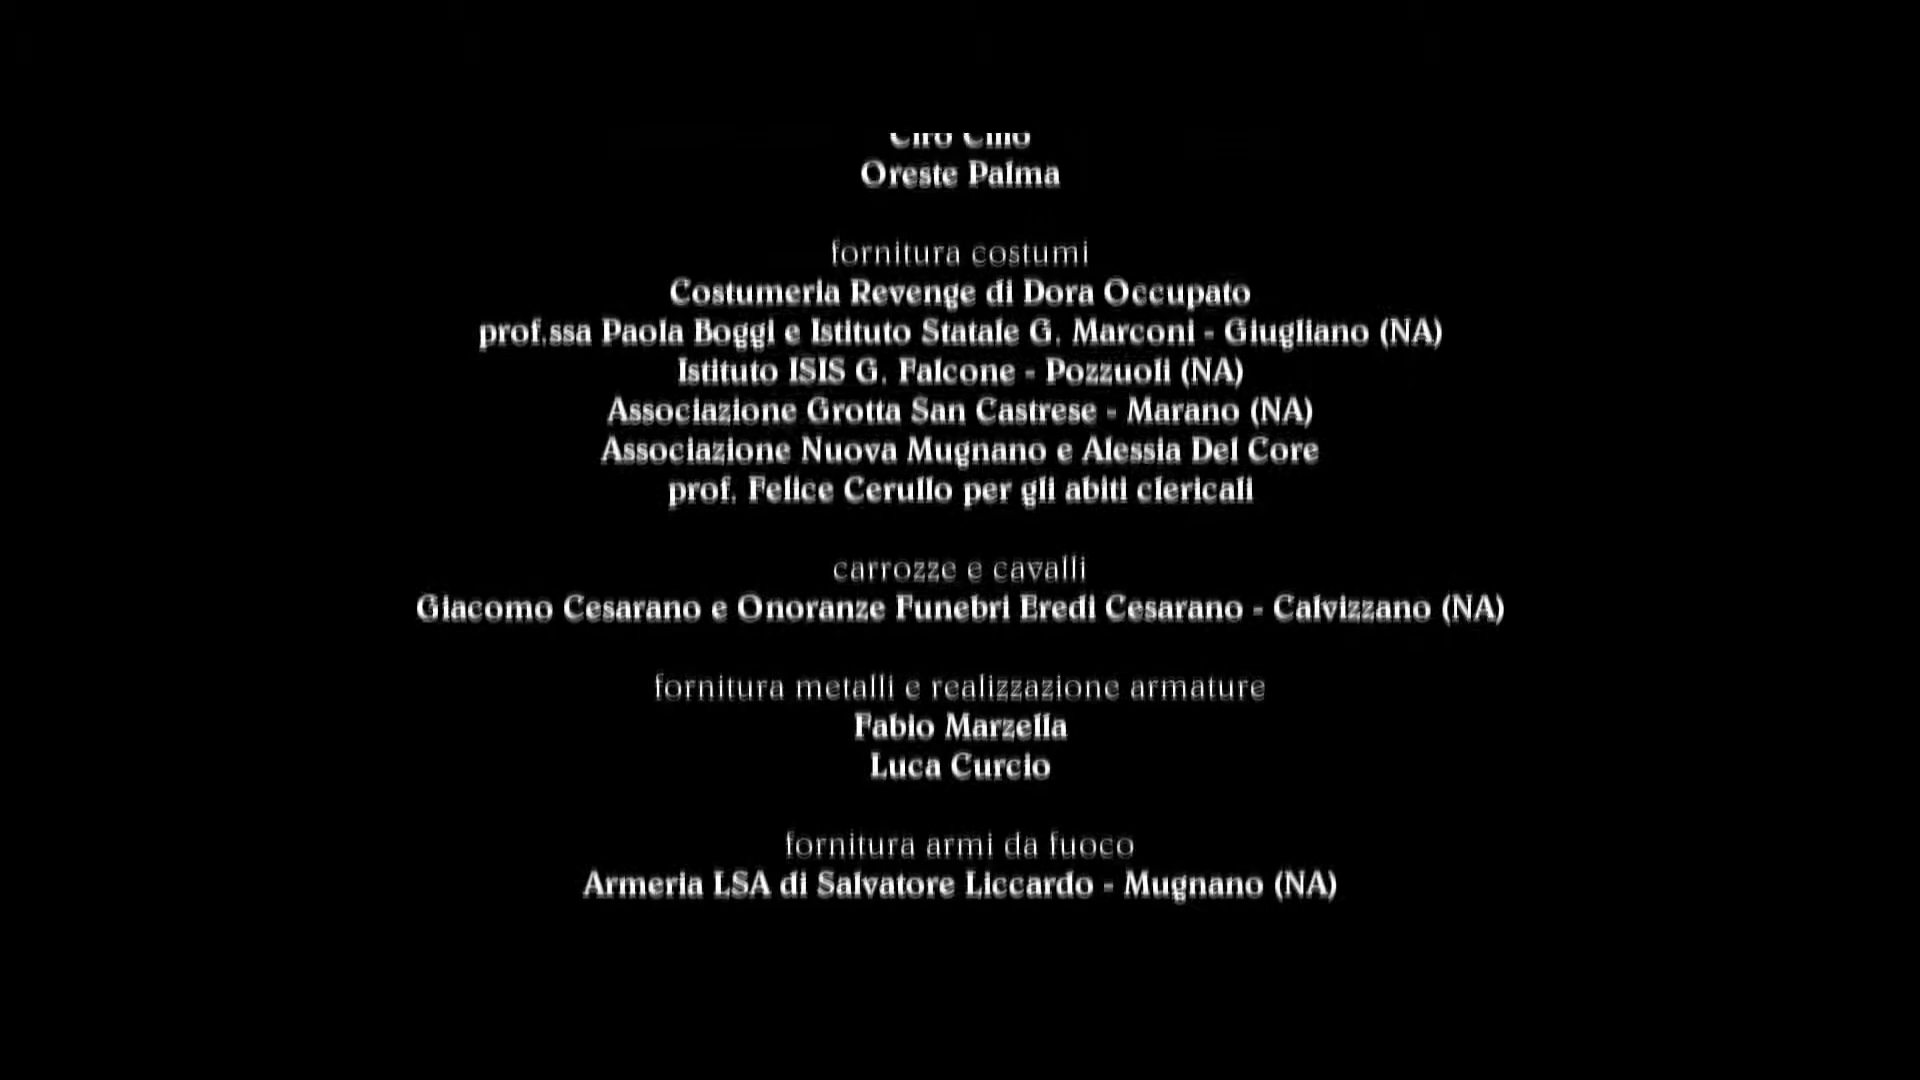 Ciro
Oreste Palma
fornitura costumi
Costumeria Revenge di Dora Occupato
prof.ssa Paola Boggi e Istituto Statale G. Marconi - Giugliano (NA)
Istituto ISIS G. Falcone - Pozzuoli (NA)
Associazione Grotta San Castrese - Marano (NA)
Associazione Nuova Mugnano e Alessia Del Core
prof. Felice Cerullo per gli abiti clericali
carrozze e cavalli
Giacomo Cesarano e Onoranze Funebri Eredi Cesarano - Calvizzano (NA)
fornitura metalli e realizzazione armature
Fabio Marzella
Luca Curcio
fornitura armi da fuoco
Armeria LSA di Salvatore Liccardo - Mugnano (NA)